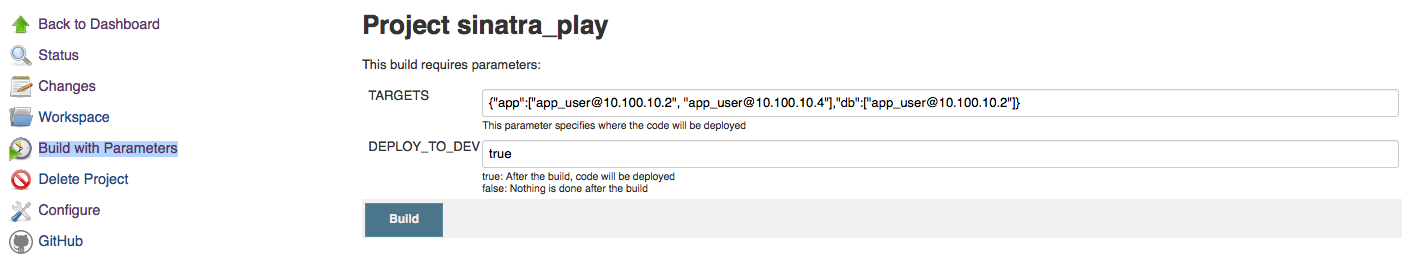 Back to Dashboard
Status
Changes
Workspace
Build with Parameters
Delete Project
Configure
GitHub
Project sinatra_play
This build requires parameters:
TARGETS
{"app":["app_user@10.100.10.2", "app_user@10.100.10.4"],"db":["app_user@10.100.10.2"]}
This parameter specifies where the code will be deployed
DEPLOY_TO_DEV
true
true: After the build, code will be deployed
false: Nothing is done after the build
Build